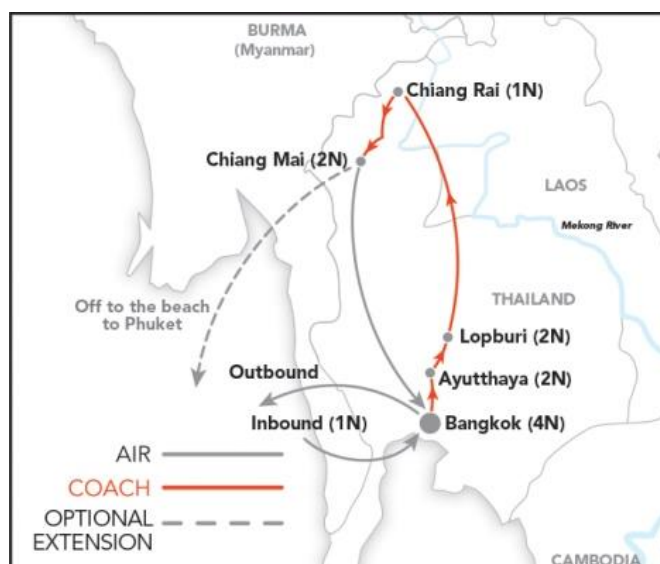 BURMA
(Myanmar)
Chiang Rai (1N)
Chiang Mai (2N)
LAOS
Mekong River
THAILAND
Off to the beach
to Phuket
Lopburi (2N)
Outbound
Ayutthaya (2N)
Inbound (1N)
Bangkok (4N)
AIR
COACH
OPTIONAL
EXTENSION
CAMBODIA